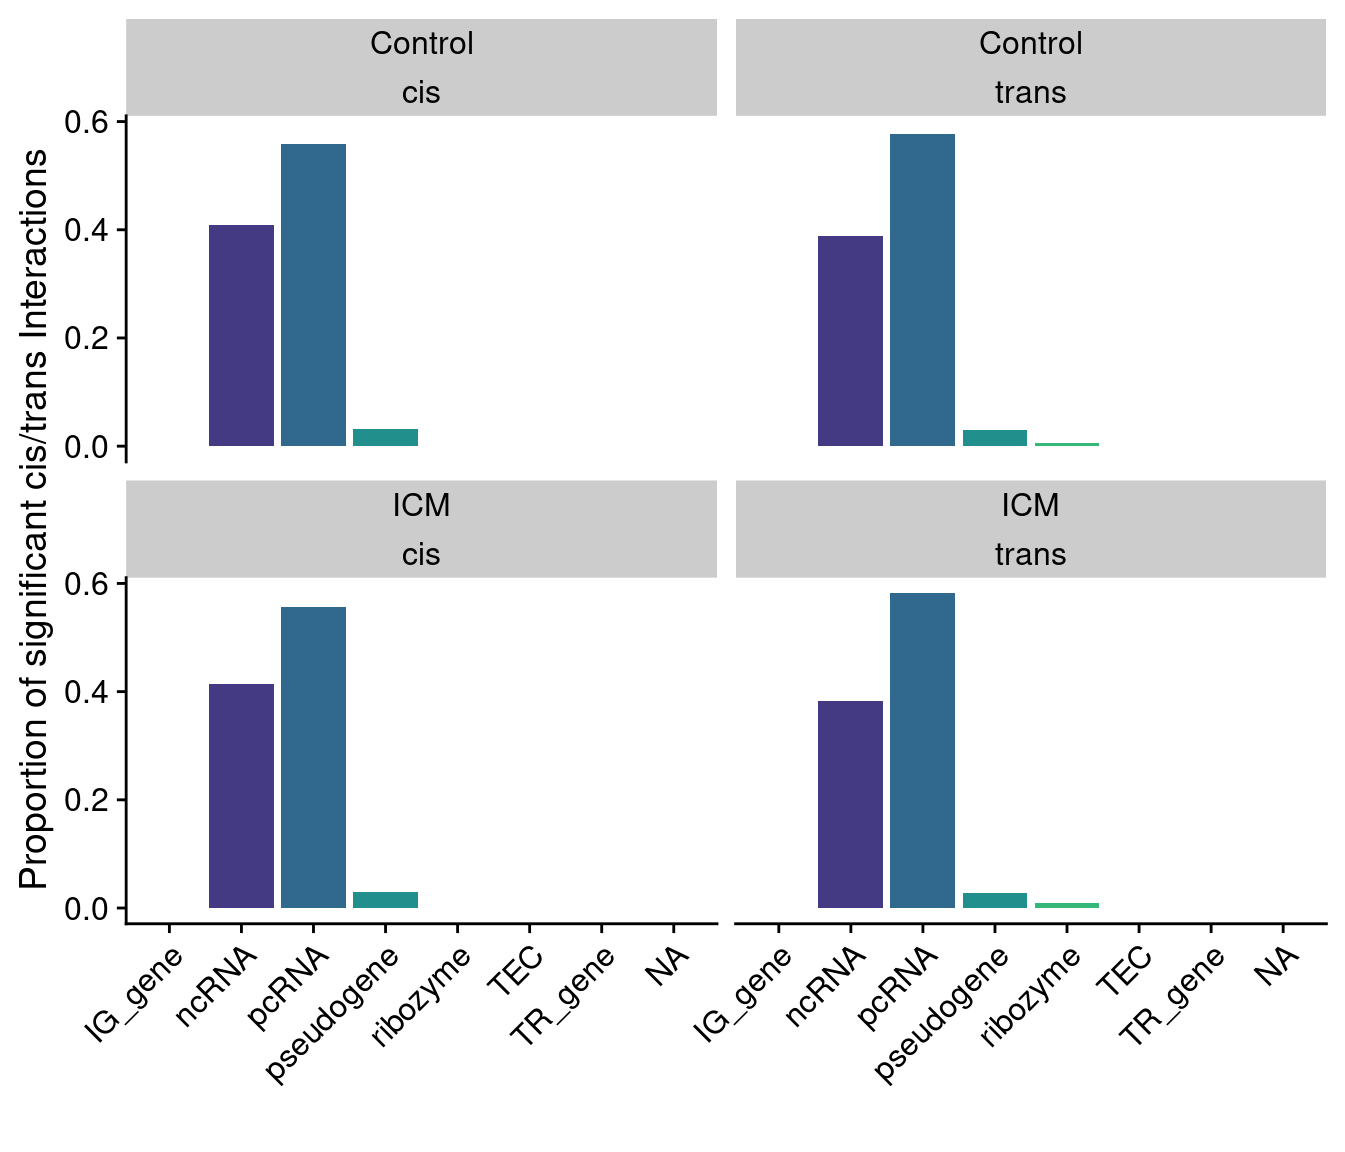 Control
cis
Control
trans
Proportion of significant cis/trans Interactions
0.6
0.4
0.2
0.0
ICM
cis
ICM
trans
0.6
0.4
0.2
0.0
IG_gene
ncRNA
pcRNA
pseudogene
ribozyme
TEC
TR_gene
NA
IG_gene
ncRNA
pcRNA
pseudogene
ribozyme
TEC
TR_gene
NA